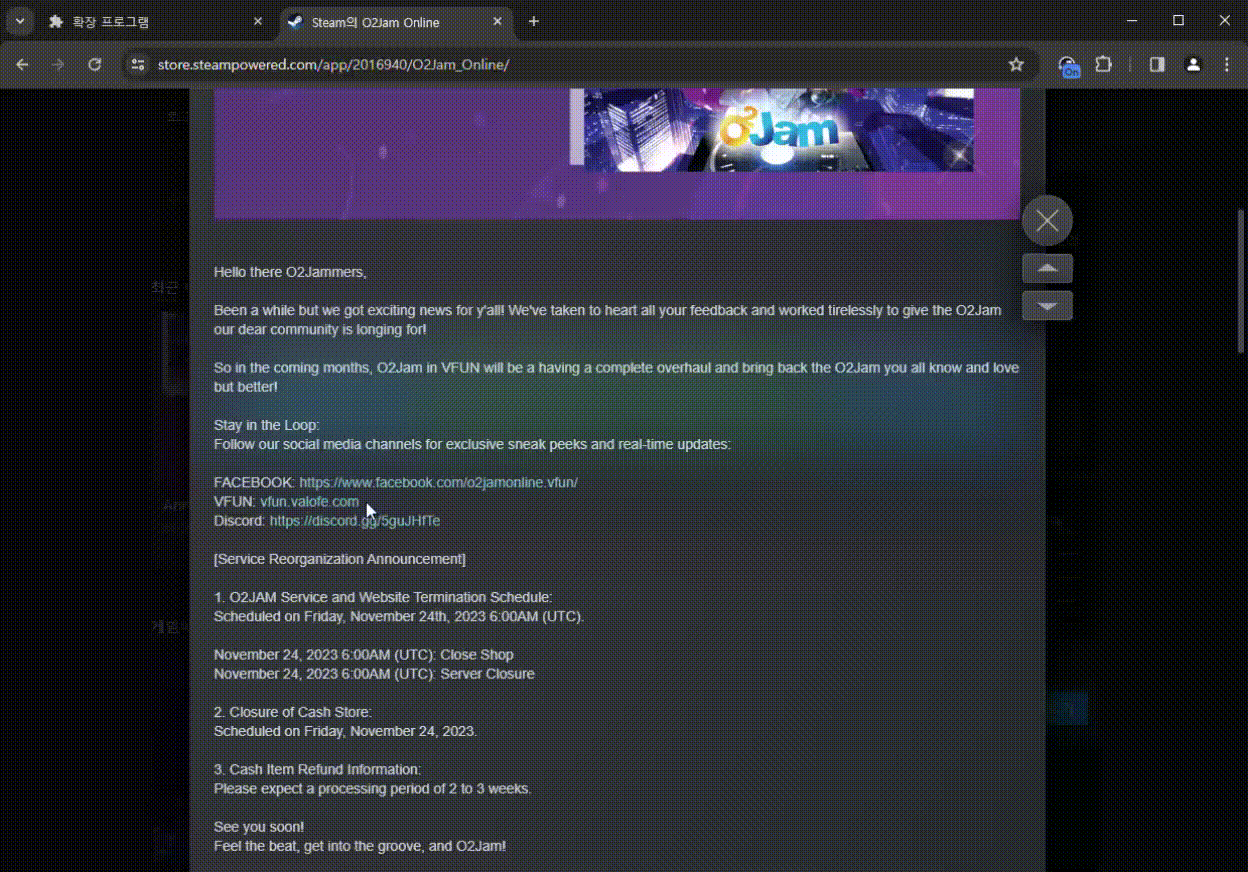 확장 프로그램
Steam의 O2Jam Online
store.steampowered.com/app/2016940/O2Jam_Online/
On
O2Jam
Hello there O2Jammers,
Been a while but we got exciting news for y'all! We've taken to heart all your feedback and worked tirelessly to give the O2Jam
our dear community is longing for!
So in the coming months, O2Jam in VFUN will be a having a complete overhaul and bring back the O2Jam you all know and love
but better!
Stay in the Loop:
Follow our social media channels for exclusive sneak peeks and real-time updates:
FACEBOOK: https://www.facebook.com/o2jamonline.vfun/
VFUN: vfun.valofe.com
Discord: https://discord.gg/5guJHfTe
[Service Reorganization Announcement]
1. O2JAM Service and Website Termination Schedule:
Scheduled on Friday, November 24th, 2023 6:00AM (UTC).
November 24, 2023 6:00AM (UTC): Close Shop
November 24, 2023 6:00AM (UTC): Server Closure
2. Closure of Cash Store:
Scheduled on Friday, November 24, 2023.
3. Cash Item Refund Information:
Please expect a processing period of 2 to 3 weeks.
See you soon!
Feel the beat, get into the groove, and O2Jam!